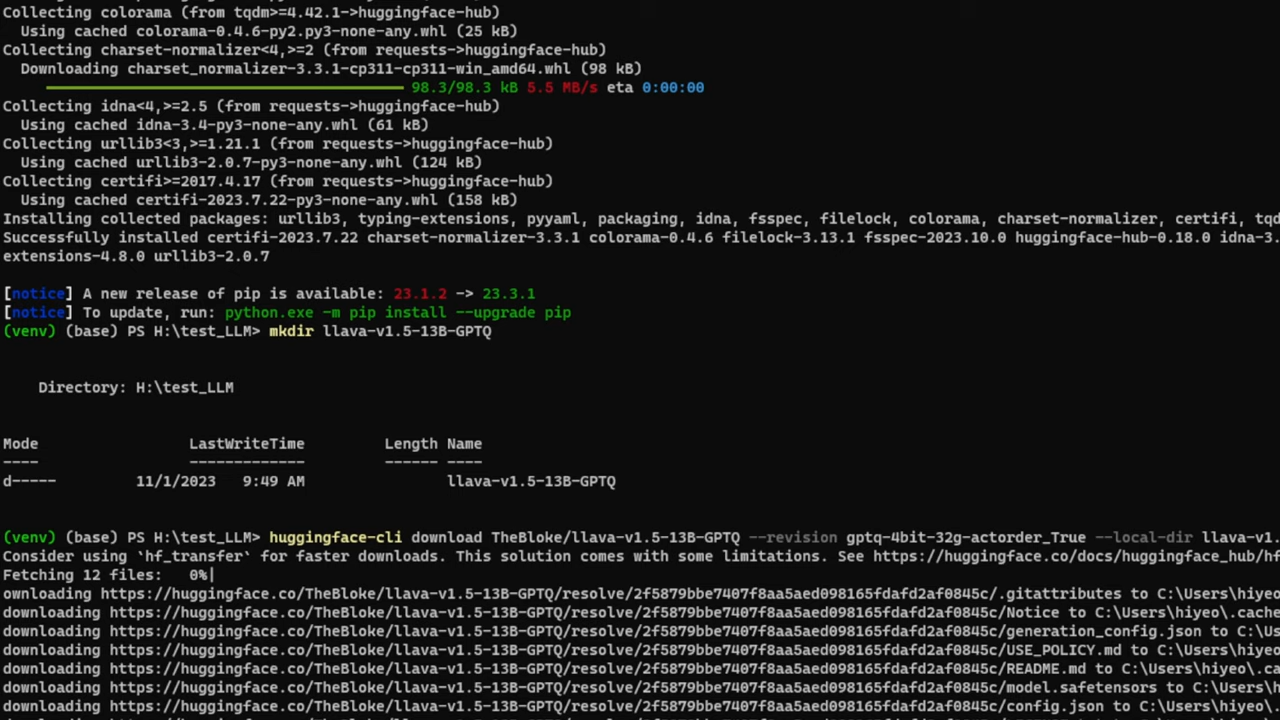 Collecting colorama (from tqdm>=4.42.1->huggingface-hub)
  Using cached colorama-0.4.6-py2.py3-none-any.whl (25 kB)
Collecting charset-normalizer<4,>=2 (from requests->huggingface-hub)
  Downloading charset_normalizer-3.3.1-cp311-cp311-win_amd64.whl (98 kB)
98.3/98.3 kB 5.5 MB/s eta 0:00:00
Collecting idna<4,>=2.5 (from requests->huggingface-hub)
  Using cached idna-3.4-py3-none-any.whl (61 kB)
Collecting urllib3<3,>=1.21.1 (from requests->huggingface-hub)
  Using cached urllib3-2.0.7-py3-none-any.whl (124 kB)
Collecting certifi>=2017.4.17 (from requests->huggingface-hub)
  Using cached certifi-2023.7.22-py3-none-any.whl (158 kB)
Installing collected packages: urllib3, typing-extensions, pyyaml, packaging, idna, fsspec, filelock, colorama, charset-normalizer, certifi, tqd
Successfully installed certifi-2023.7.22 charset-normalizer-3.3.1 colorama-0.4.6 filelock-3.13.1 fsspec-2023.10.0 huggingface-hub-0.18.0 idna-3.
extensions-4.8.0 urllib3-2.0.7
[notice] A new release of pip is available: 23.1.2 -> 23.3.1
[notice] To update, run: python.exe -m pip install --upgrade pip
(venv) (base) PS H:\test_LLM> mkdir llava-v1.5-13B-GPTQ
Directory: H:\test_LLM
Mode LastWriteTime Length Name
---- ------------- ------ ----
d----- 11/1/2023 9:49 AM llava-v1.5-13B-GPTQ
(venv) (base) PS H:\test_LLM> huggingface-cli download TheBloke/llava-v1.5-13B-GPTQ --revision gptq-4bit-32g-actorder_True --local-dir llava-v1.
Consider using `hf_transfer` for faster downloads. This solution comes with some limitations. See https://huggingface.co/docs/huggingface_hub/hf
Fetching 12 files:   0%|
ownloading https://huggingface.co/TheBloke/llava-v1.5-13B-GPTQ/resolve/2f5879bbe7407f8aa5aed098165fdafd2af0845c/.gitattributes to C:\Users\hiyeo
downloading https://huggingface.co/TheBloke/llava-v1.5-13B-GPTQ/resolve/2f5879bbe7407f8aa5aed098165fdafd2af0845c/Notice to C:\Users\hiyeo\.cache
downloading https://huggingface.co/TheBloke/llava-v1.5-13B-GPTQ/resolve/2f5879bbe7407f8aa5aed098165fdafd2af0845c/generation_config.json to C:\Us
downloading https://huggingface.co/TheBloke/llava-v1.5-13B-GPTQ/resolve/2f5879bbe7407f8aa5aed098165fdafd2af0845c/USE_POLICY.md to C:\Users\hiyeo
downloading https://huggingface.co/TheBloke/llava-v1.5-13B-GPTQ/resolve/2f5879bbe7407f8aa5aed098165fdafd2af0845c/README.md to C:\Users\hiyeo\.ca
downloading https://huggingface.co/TheBloke/llava-v1.5-13B-GPTQ/resolve/2f5879bbe7407f8aa5aed098165fdafd2af0845c/model.safetensors to C:\Users\h
downloading https://huggingface.co/TheBloke/llava-v1.5-13B-GPTQ/resolve/2f5879bbe7407f8aa5aed098165fdafd2af0845c/config.json to C:\Users\hiyeo\.